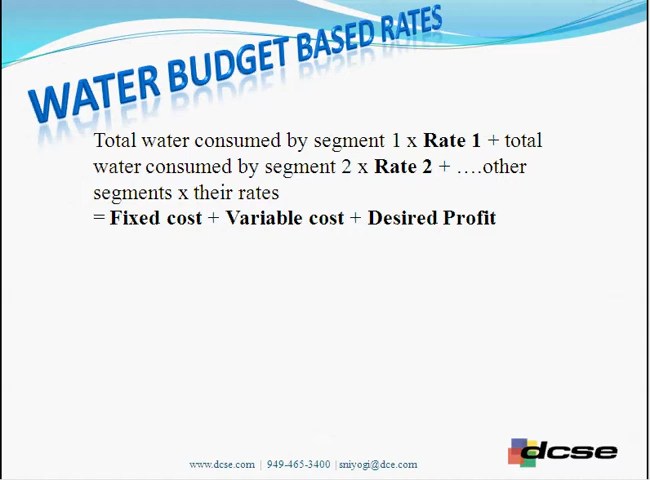 WATER BUDGET BASED RATES
Total water consumed by segment 1 x Rate 1 + total
water consumed by segment 2 x Rate 2 + ….other
segments x their rates
= Fixed cost + Variable cost + Desired Profit
dcse
www.dcse.com | 949-465-3400 | sniyogi@dce.com